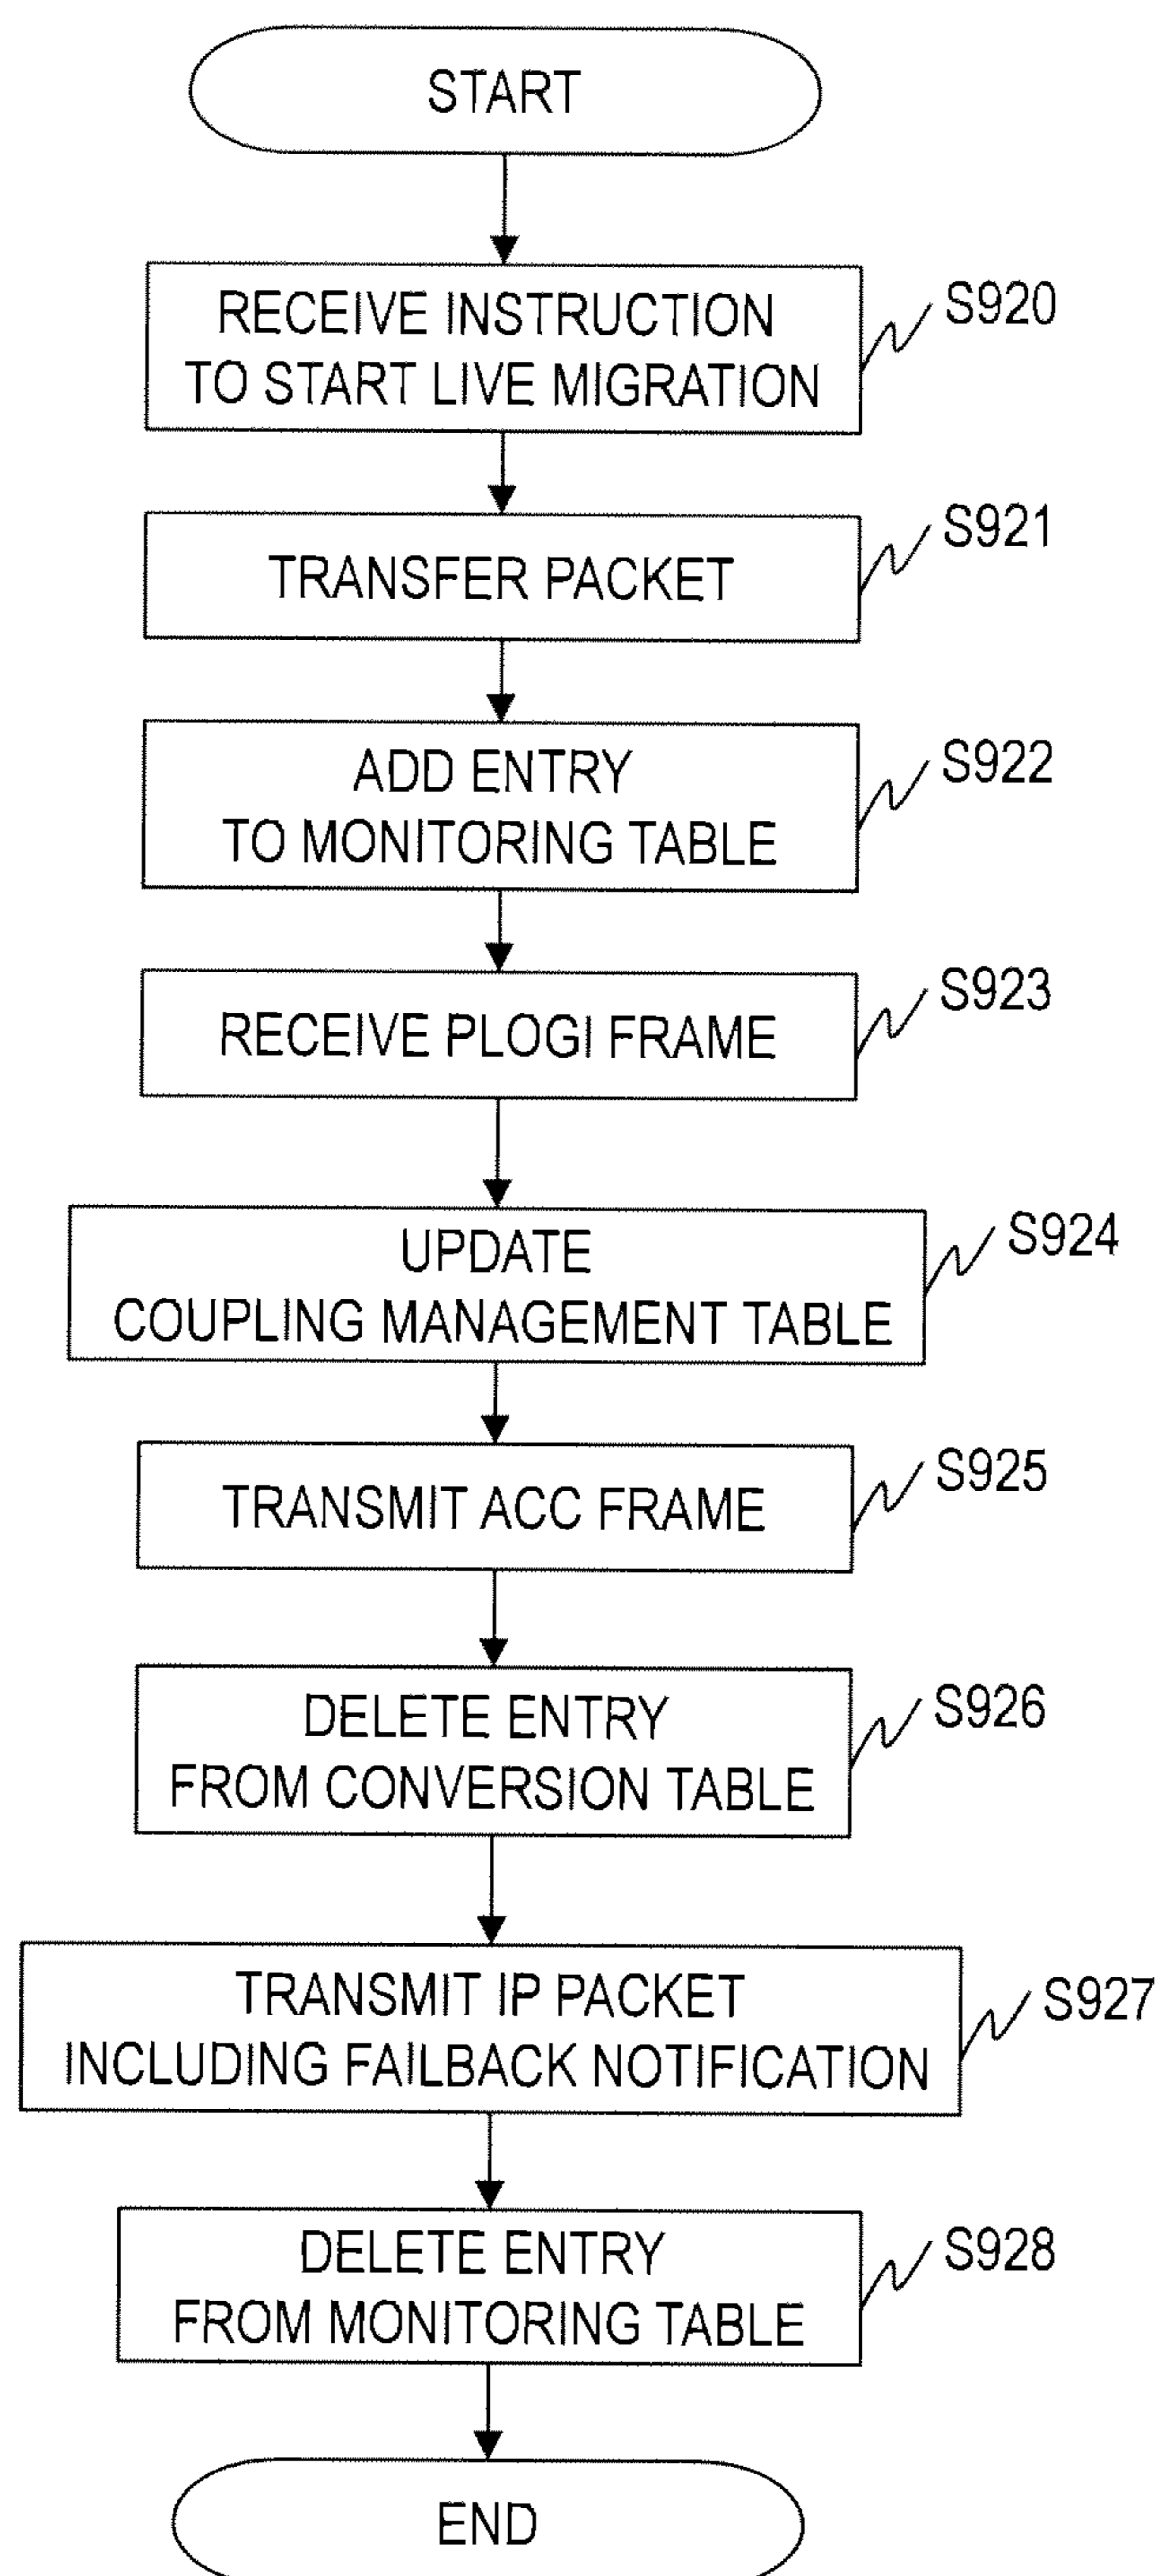 START
RECEIVE INSTRUCTION
TO START LIVE MIGRATION
S920
TRANSFER PACKET
S921
ADD ENTRY
TO MONITORING TABLE
S922
RECEIVE PLOGI FRAME
S923
UPDATE
COUPLING MANAGEMENT TABLE
S924
TRANSMIT ACC FRAME
S925
DELETE ENTRY
FROM CONVERSION TABLE
S926
TRANSMIT IP PACKET
INCLUDING FAILBACK NOTIFICATION
S927
DELETE ENTRY
FROM MONITORING TABLE
S928
END